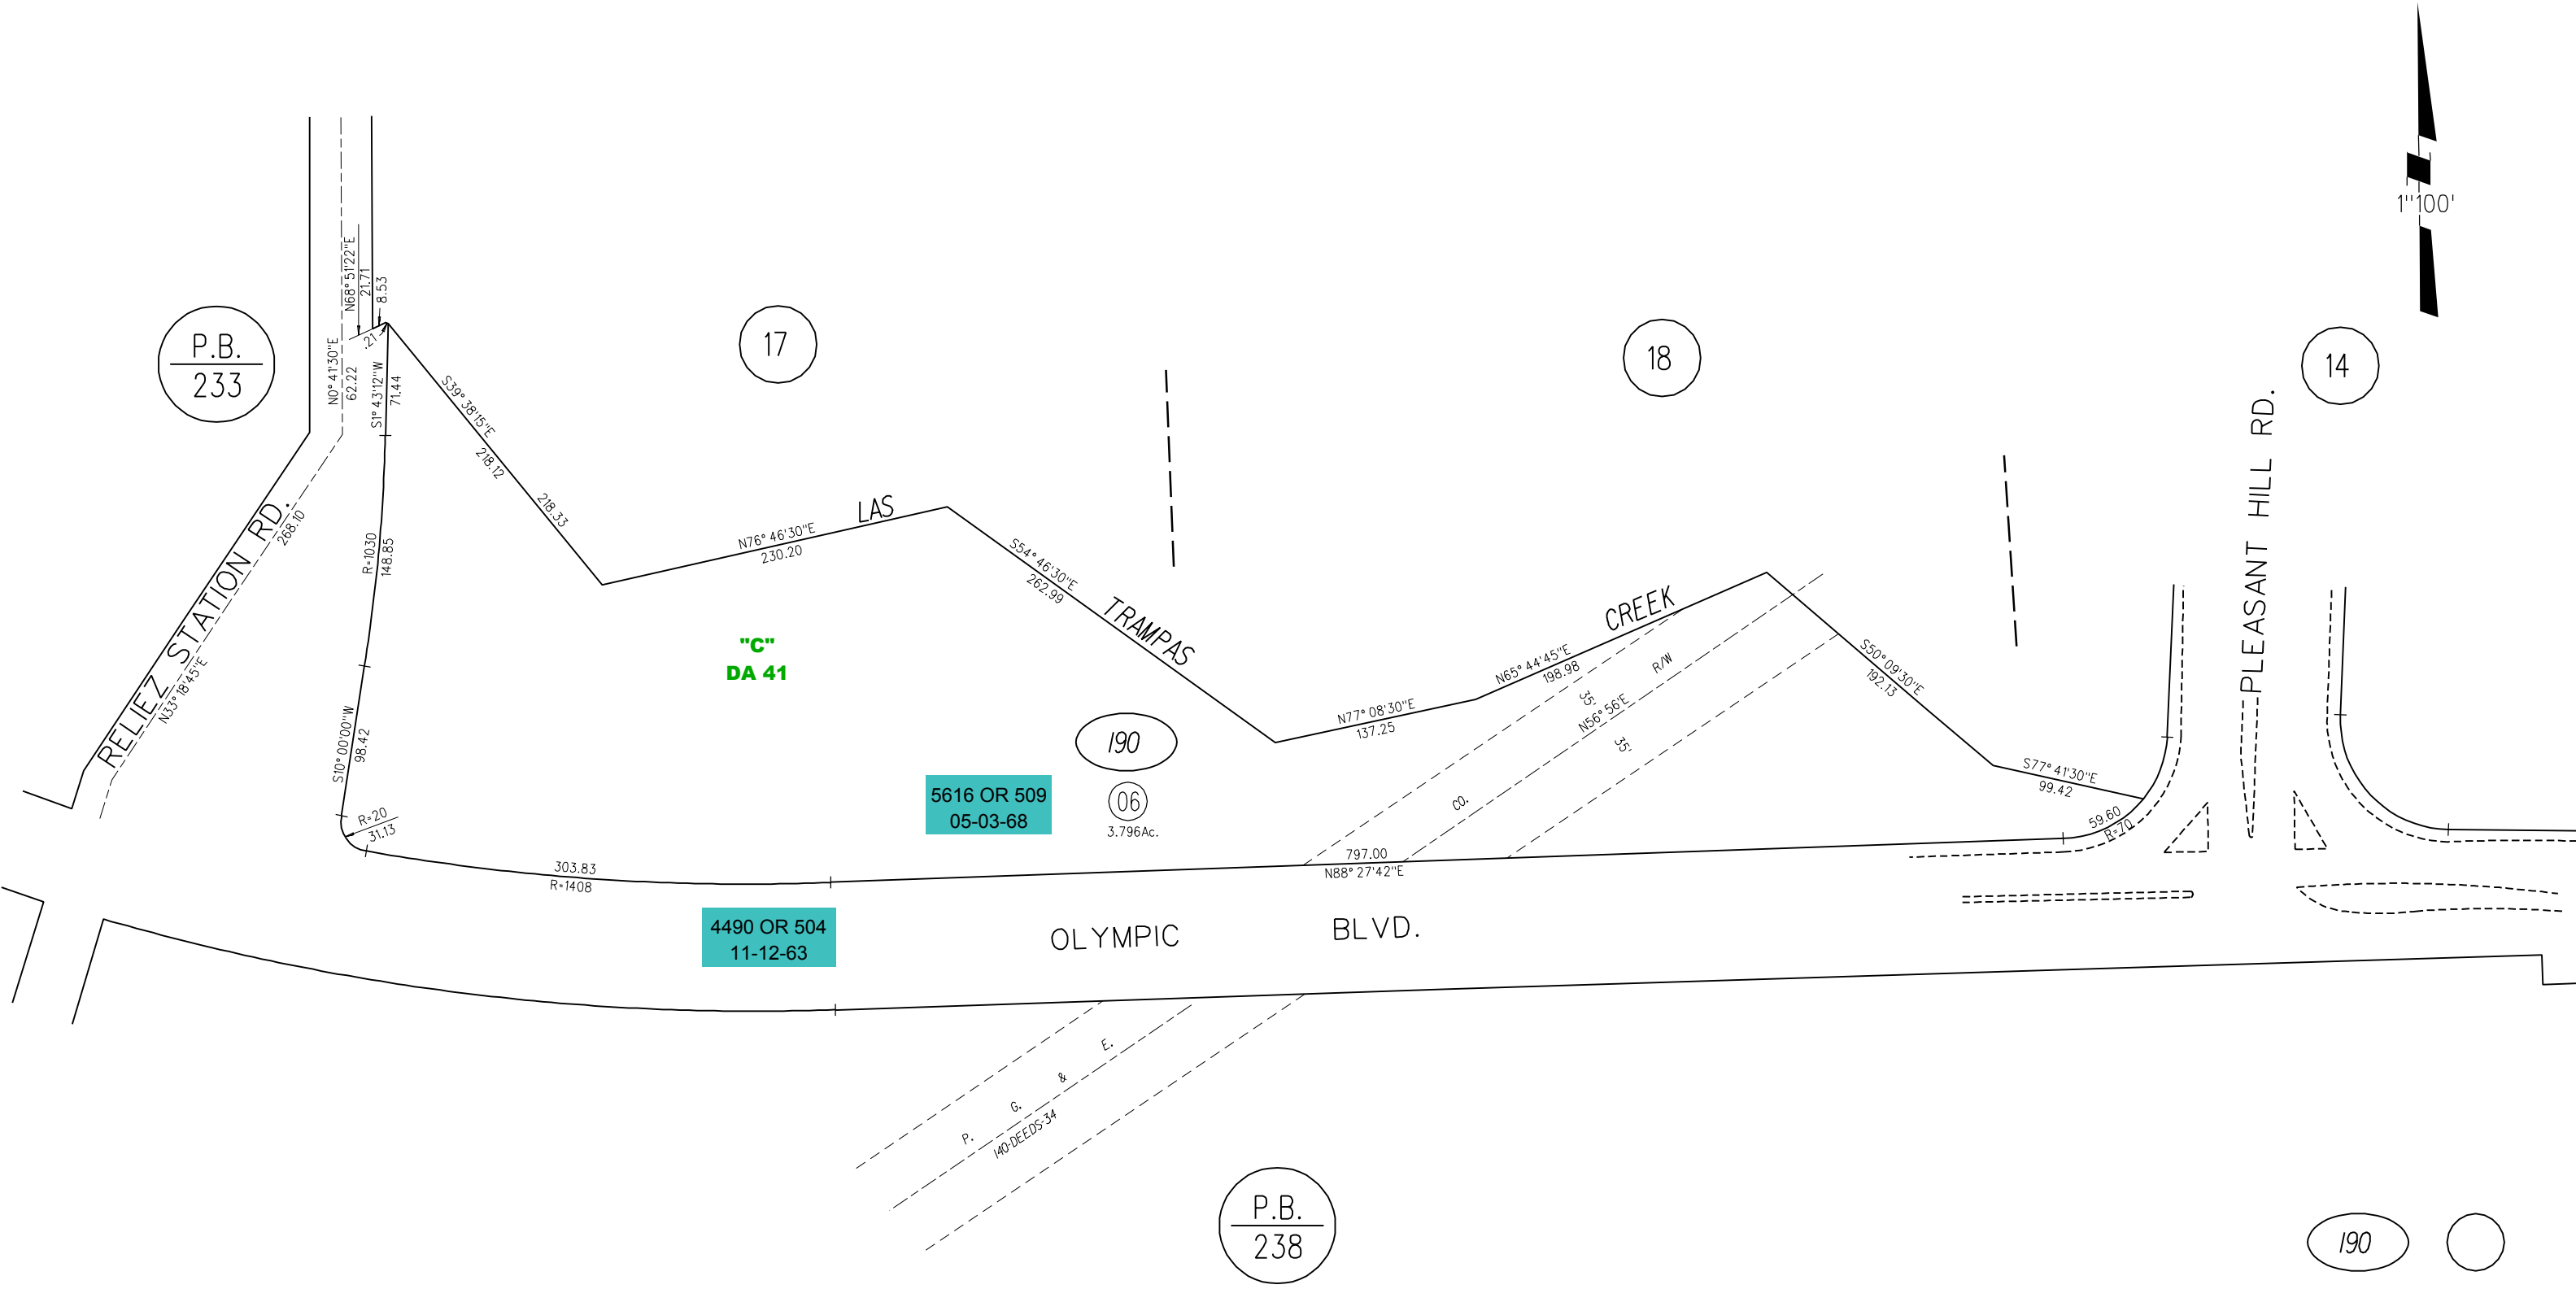 1"100'
N68° 51'22"E
21.71
8.53
.21
P.B.
233
17
18
14
N0° 41'30"E
62.22
S1° 43'12"W
71.44
S39° 38'15"E
218.12
218.33
PLEASANT HILL RD.
LAS
N76° 46'30"E
230.20
RELIEZ STATION RD.
268.10
N33° 18'45"E
R=1030
148.85
S54° 46'30"E
262.99
TRAMPAS
CREEK
"C"
DA 41
N65° 44'45"E
198.98
R/W
S50° 09'30"E
192.13
35'
N56° 56'E
35'
N77° 08'30"E
137.25
S10° 00'00"W
98.42
190
S77° 41'30"E
99.42
5616 OR 509
05-03-68
06
3.796Ac.
CO.
R=20
31.13
59.60
R=70
797.00
N88° 27'42"E
303.83
R=1408
4490 OR 504
11-12-63
OLYMPIC BLVD.
P. G. & E.
140-DEEDS-34
P.B.
238
190